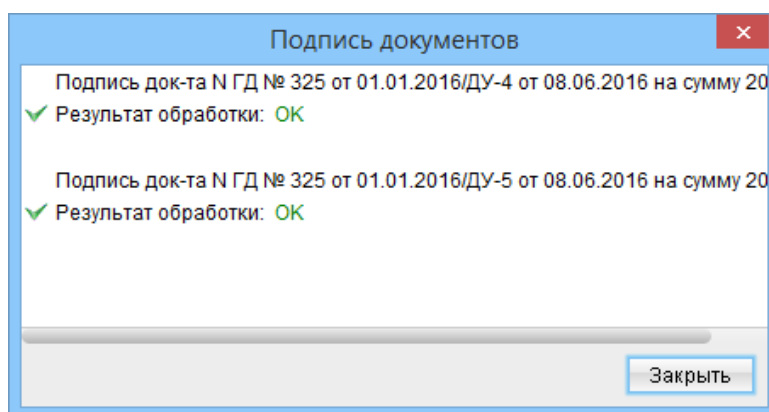 Подпись документов
Подпись док-та N ГД № 325 от 01.01.2016/ДУ-4 от 08.06.2016 на сумму 20
Результат обработки: OK
Подпись док-та N ГД № 325 от 01.01.2016/ДУ-5 от 08.06.2016 на сумму 20
Результат обработки: OK
Закрыть